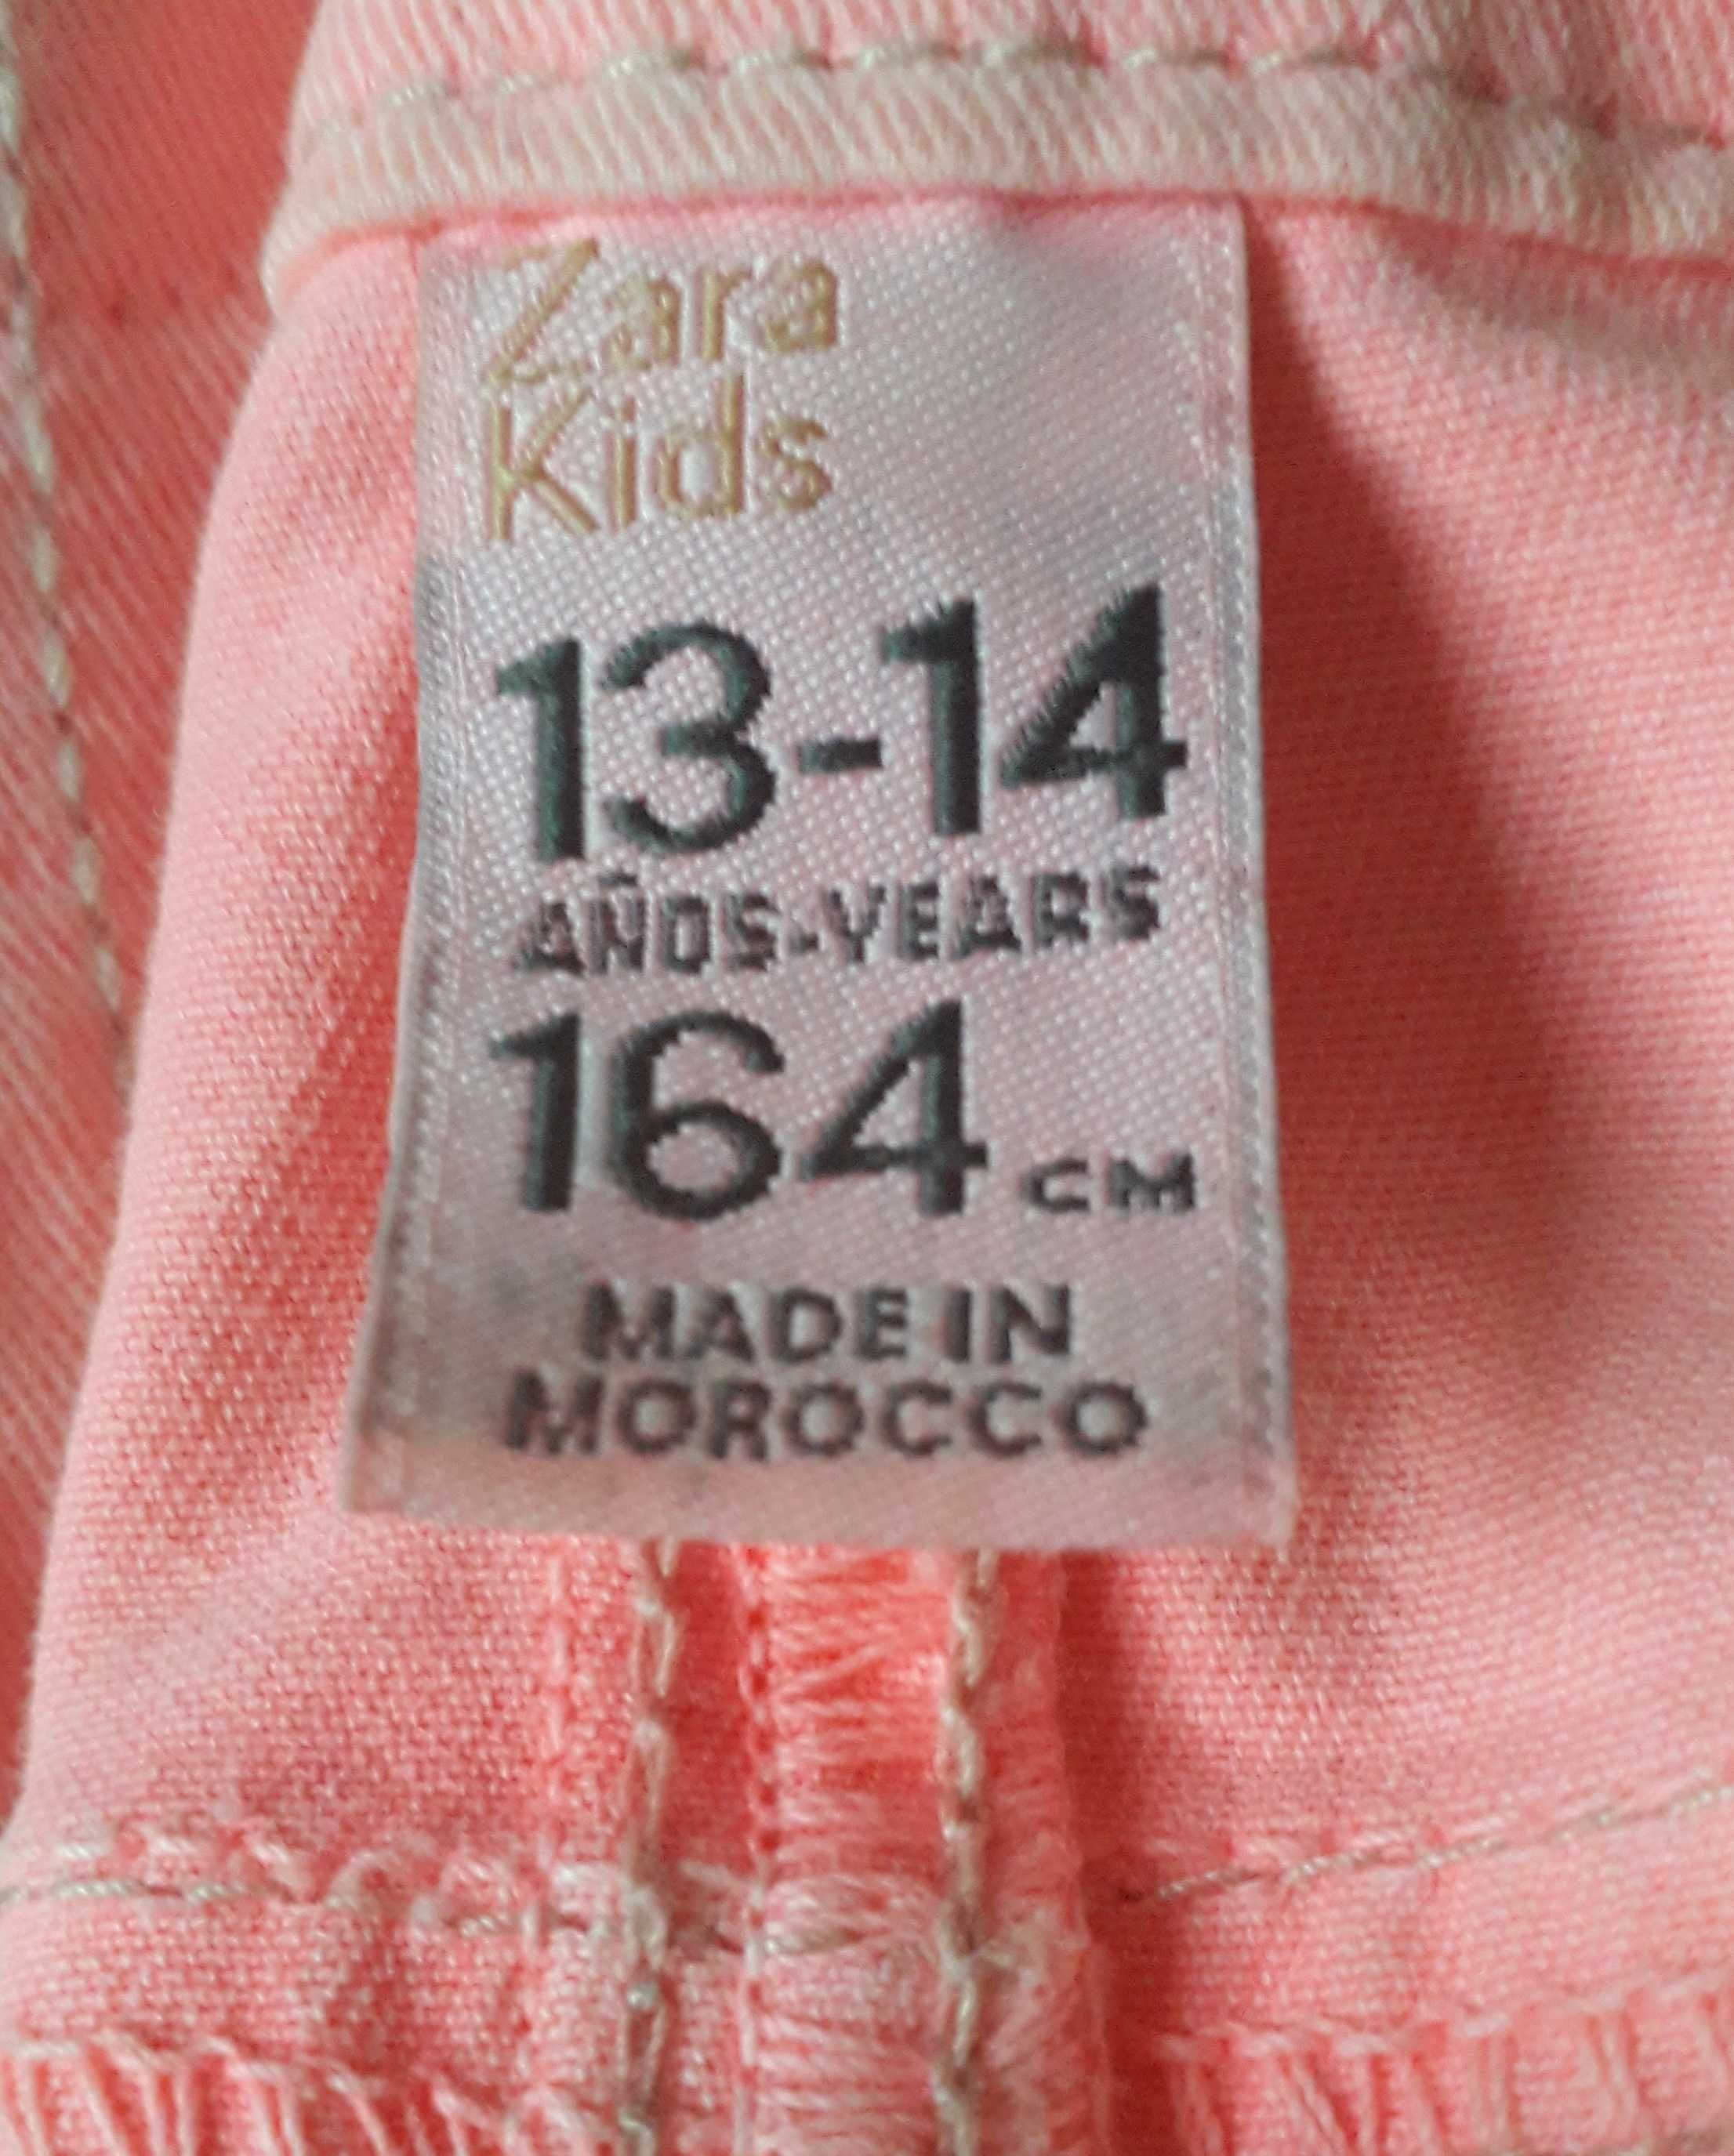 Zara
Kids
13-14
AÑOS-YEARS
164 CM
MADE IN
MOROCCO